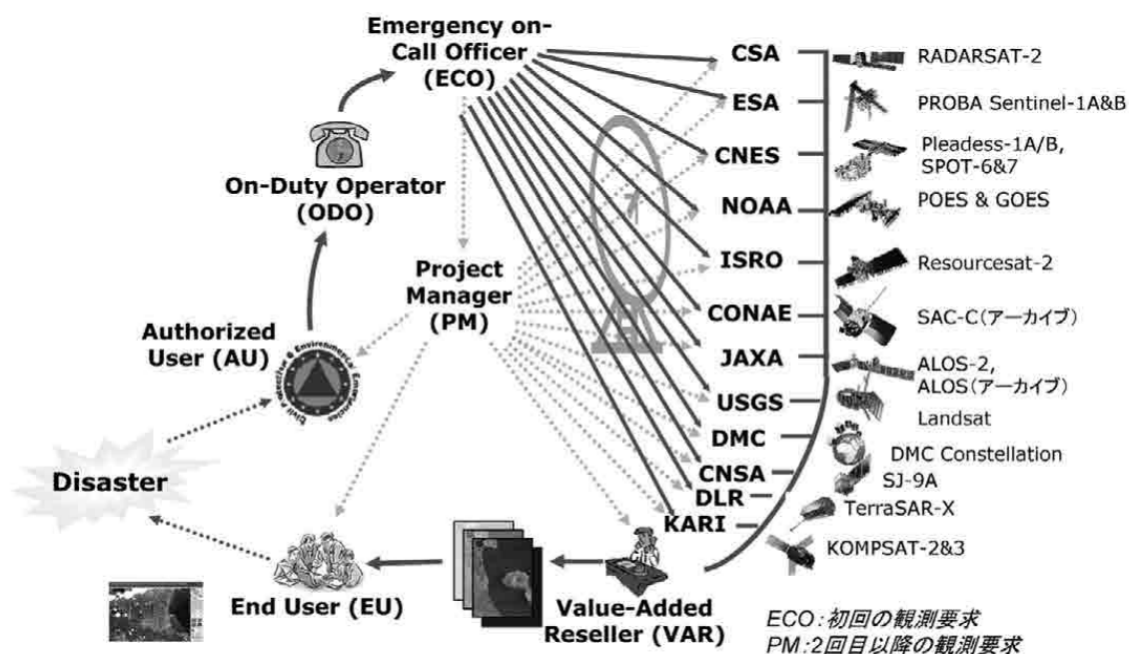 Emergency on-
Call Officer
(ECO)
On-Duty Operator
(ODO)
Authorized
User (AU)
Project
Manager
(PM)
Disaster
End User (EU)
Value-Added
Reseller (VAR)
CSA
RADARSAT-2
ESA
PROBA Sentinel-1A&B
CNES
Pleadess-1A/B,
SPOT-6&7
NOAA
POES & GOES
ISRO
Resourcesat-2
CONAE
SAC-C(アーカイブ)
JAXA
ALOS-2,
ALOS(アーカイブ)
USGS
Landsat
DMC
DMC Constellation
CNSA
SJ-9A
DLR
TerraSAR-X
KARI
KOMPSAT-2&3
ECO:初回の観測要求
PM:2回目以降の観測要求